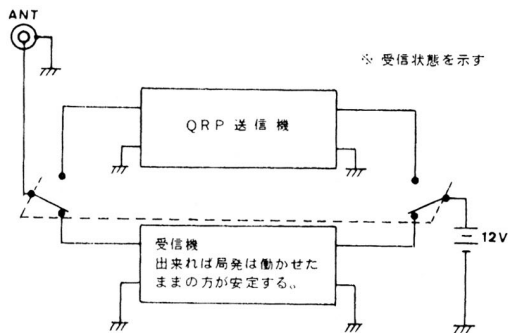 ANT
※ 受信状態を示す
QRP 送信機
12V
受信機
出来れば局発は働かせた
ままの方が安定する。